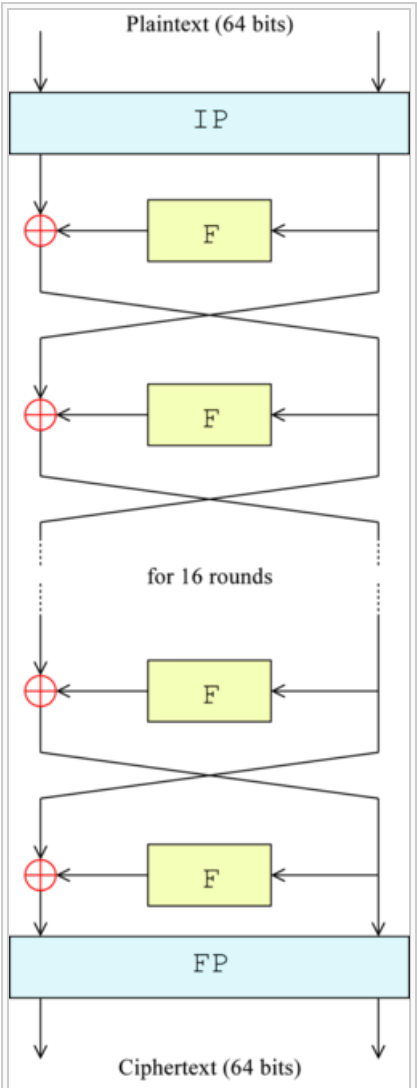 Plaintext (64 bits)
IP
F
F
for 16 rounds
F
F
FP
Ciphertext (64 bits)